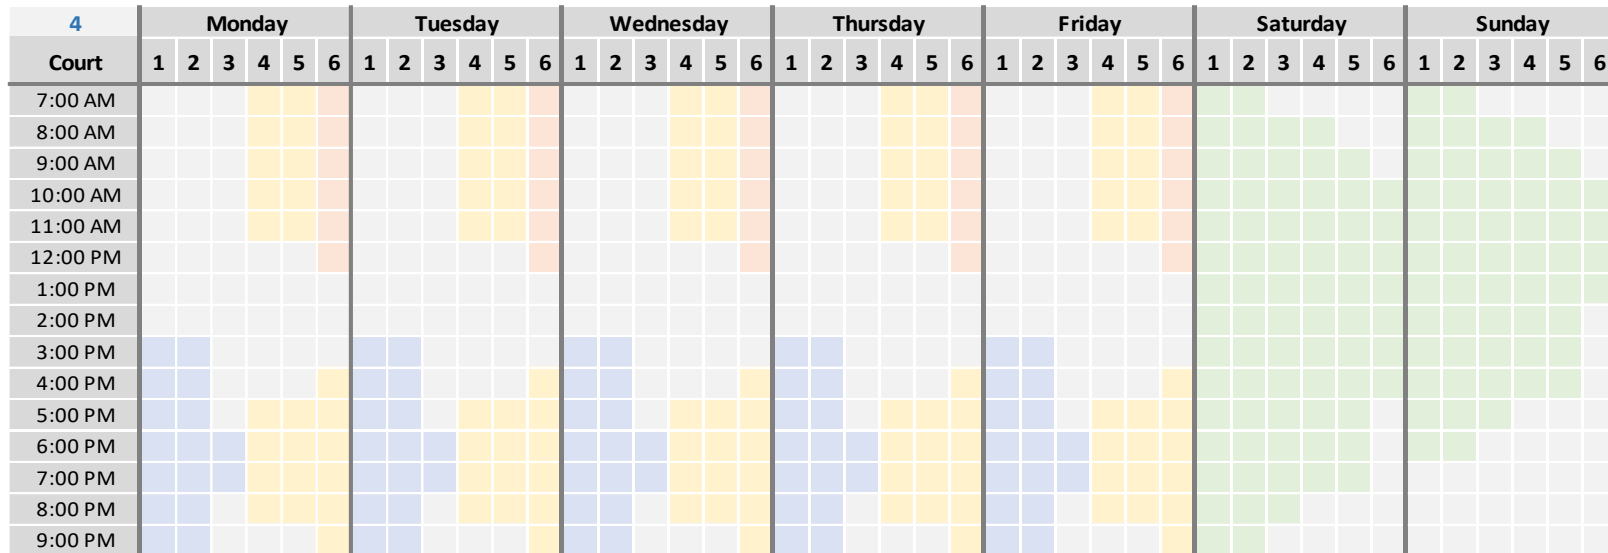 4 Monday Tuesday Wednesday Thursday Friday Saturday Sunday
Court 1 2 3 4 5 6 1 2 3 4 5 6 1 2 3 4 5 6 1 2 3 4 5 6 1 2 3 4 5 6 1 2 3 4 5 6 1 2 3 4 5 6
7:00 AM
8:00 AM
9:00 AM
10:00 AM
11:00 AM
12:00 PM
1:00 PM
2:00 PM
3:00 PM
4:00 PM
5:00 PM
6:00 PM
7:00 PM
8:00 PM
9:00 PM